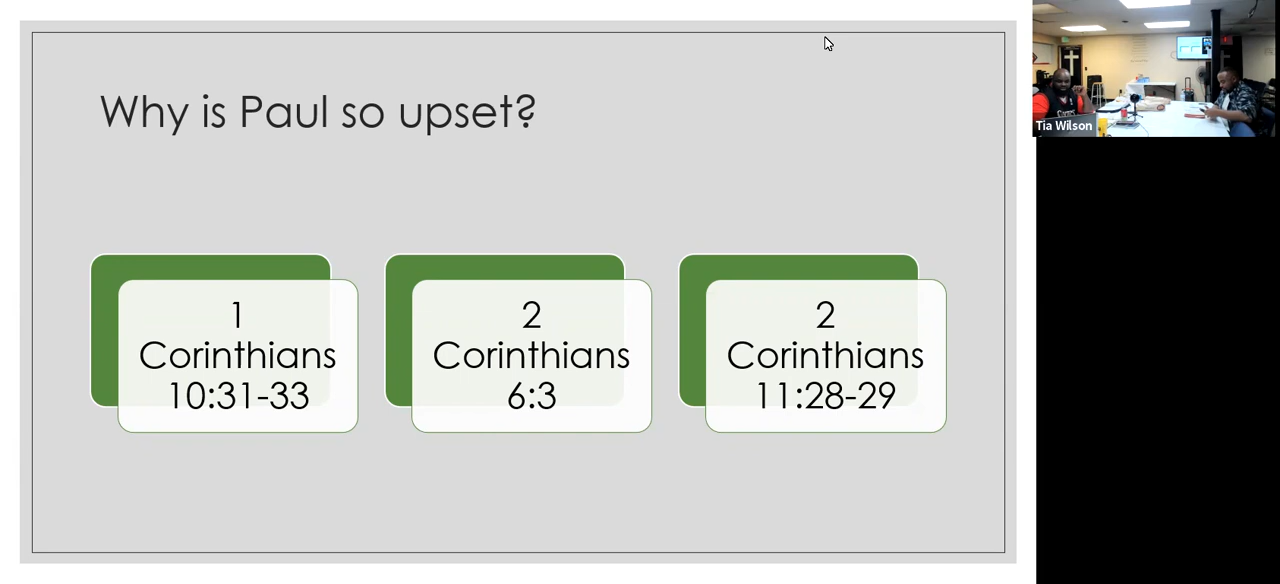 Why is Paul so upset?
1
Corinthians
10:31-33
2
Corinthians
6:3
2
Corinthians
11:28-29
Tia Wilson